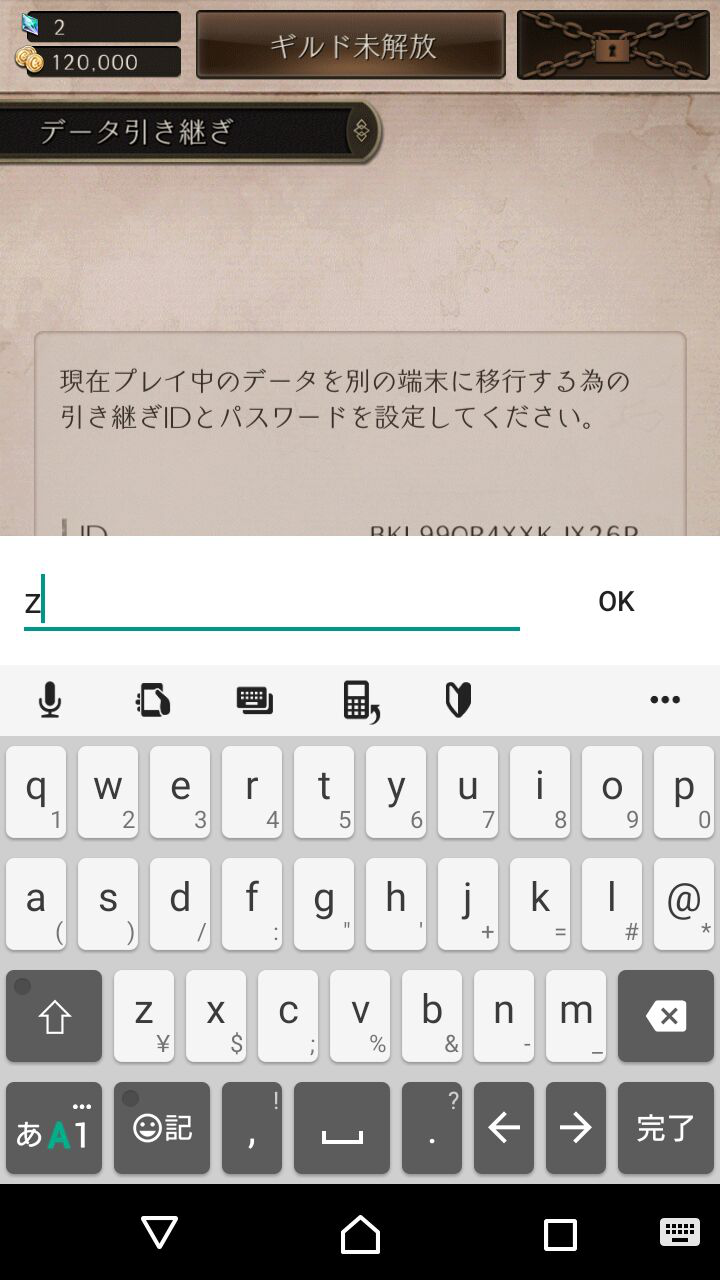 2
ギルド未解放
120,000
データ引き継ぎ
現在プレイ中のデータを別の端末に移行する為の
引き継ぎIDとパスワードを設定してください。
ID
z
OK
q 1 w 2 e 3 r 4 t 5 y 6 u 7 i 8 o 9 p 0
a ( s ) d / f : g " h ' j + k = l # @ *
z ¥ x $ c ; v % b & n - m _
あA1 記 , ! . ? ← → 完了